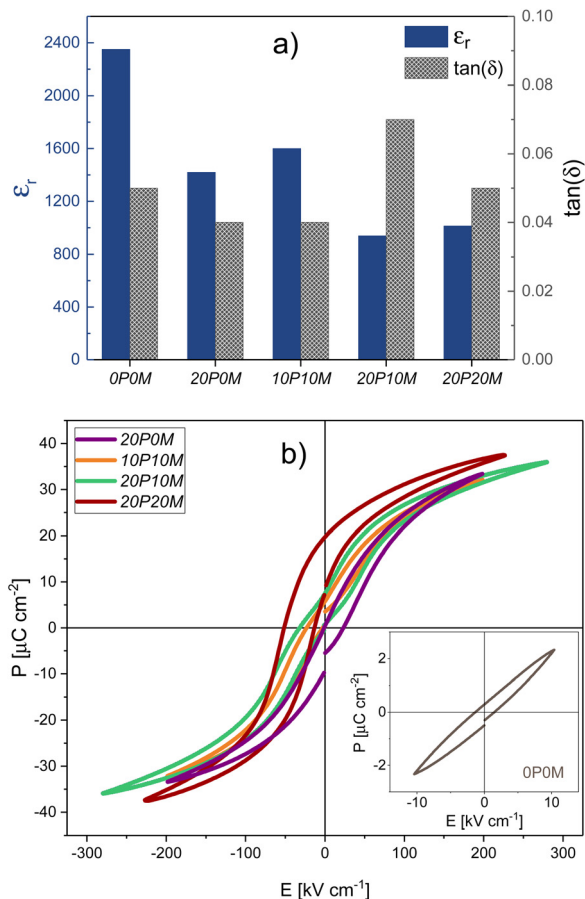 a)
ε_r
tan(δ)
2400
2000
1600
1200
800
400
0
ε_r
0.10
0.08
0.06
0.04
0.02
0.00
tan(δ)
0P0M
20P0M
10P10M
20P10M
20P20M
b)
20P0M
10P10M
20P10M
20P20M
40
30
20
10
0
-10
-20
-30
-40
P [μC cm⁻²]
-300
-200
-100
0
100
200
300
E [kV cm⁻¹]
2
0
-2
P [μC cm⁻²]
0P0M
-10
0
10
E [kV cm⁻¹]